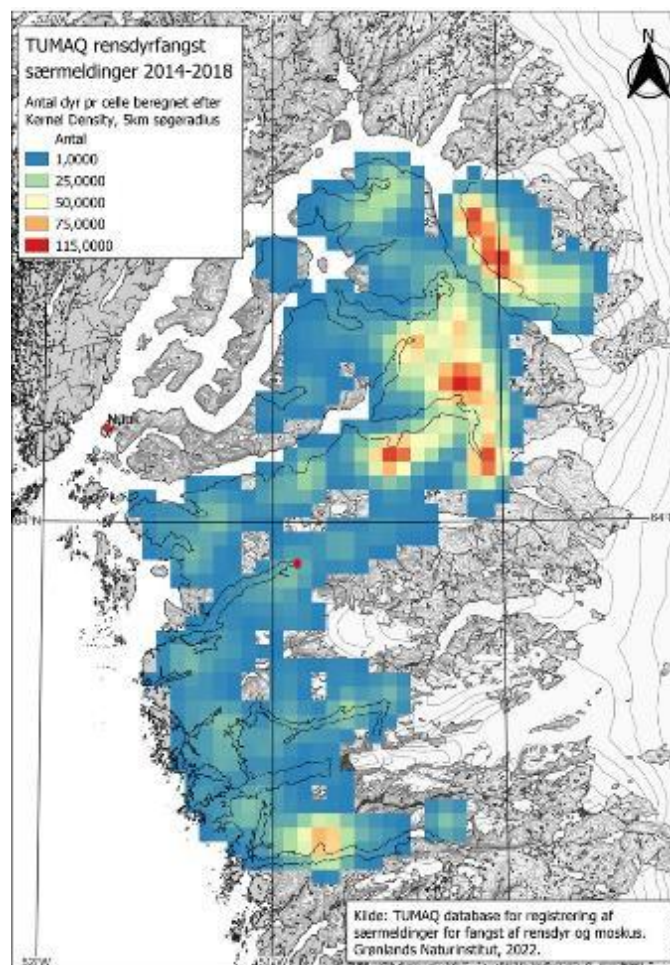 TUMAQ rensdyrfangst
særmeldinger 2014-2018
Antal dyr pr celle beregnet efter
Kernel Density, 5km søgeradius
Antal
1,0000
25,0000
50,0000
75,0000
115,0000
N
64°N
64°
52°
Kilde: TUMAQ database for registrering af
særmeldinger for fangst af rensdyr og moskus.
Grønlands Naturinstitut, 2022.